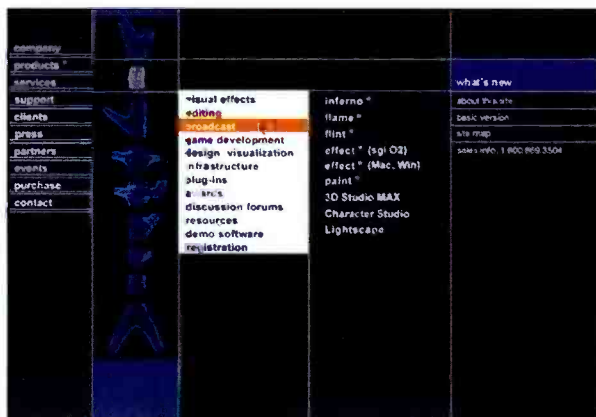 company
products*
services
support
clients
press
partners
events
purchase
contact
visual effects
editing
broadcast
game development
design visualization
infrastructure
plug-ins
discussion forums
resources
demo software
registration
inferno*
flame*
flint*
effect* (sgi O2)
effect* (Mac, Win)
paint*
3D Studio MAX
Character Studio
Lightscape
what's new
about this site
basic version
site map
sales info: 1.800.869.3504